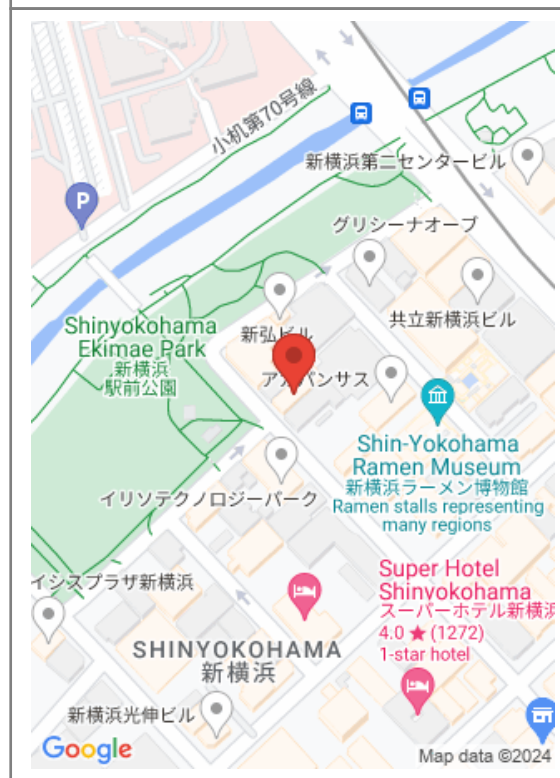 小机第70号線
新横浜第二センタービル
P
グリシーナオーブ
共立新横浜ビル
新弘ビル
Shinyokohama
Ekimae Park
新横浜
駅前公園
パンサス
Shin-Yokohama
Ramen Museum
新横浜ラーメン博物館
Ramen stalls representing
many regions
イリソテクノロジーパーク
イシスプラザ新横浜
Super Hotel
Shinyokohama
スーパーホテル新横浜
4.0 ★ (1272)
1-star hotel
SHINYOKOHAMA
新横浜
新横浜光伸ビル
Google
Map data ©2024